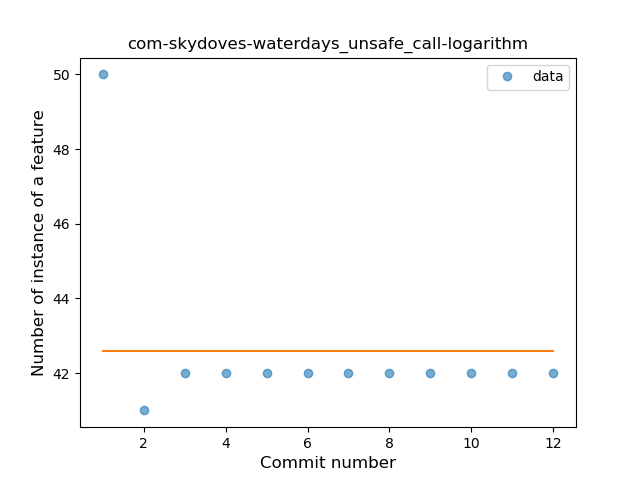 com-skydoves-waterdays_unsafe_call-logarithm
data
50
48
46
44
42
Number of instance of a feature
2 4 6 8 10 12
Commit number